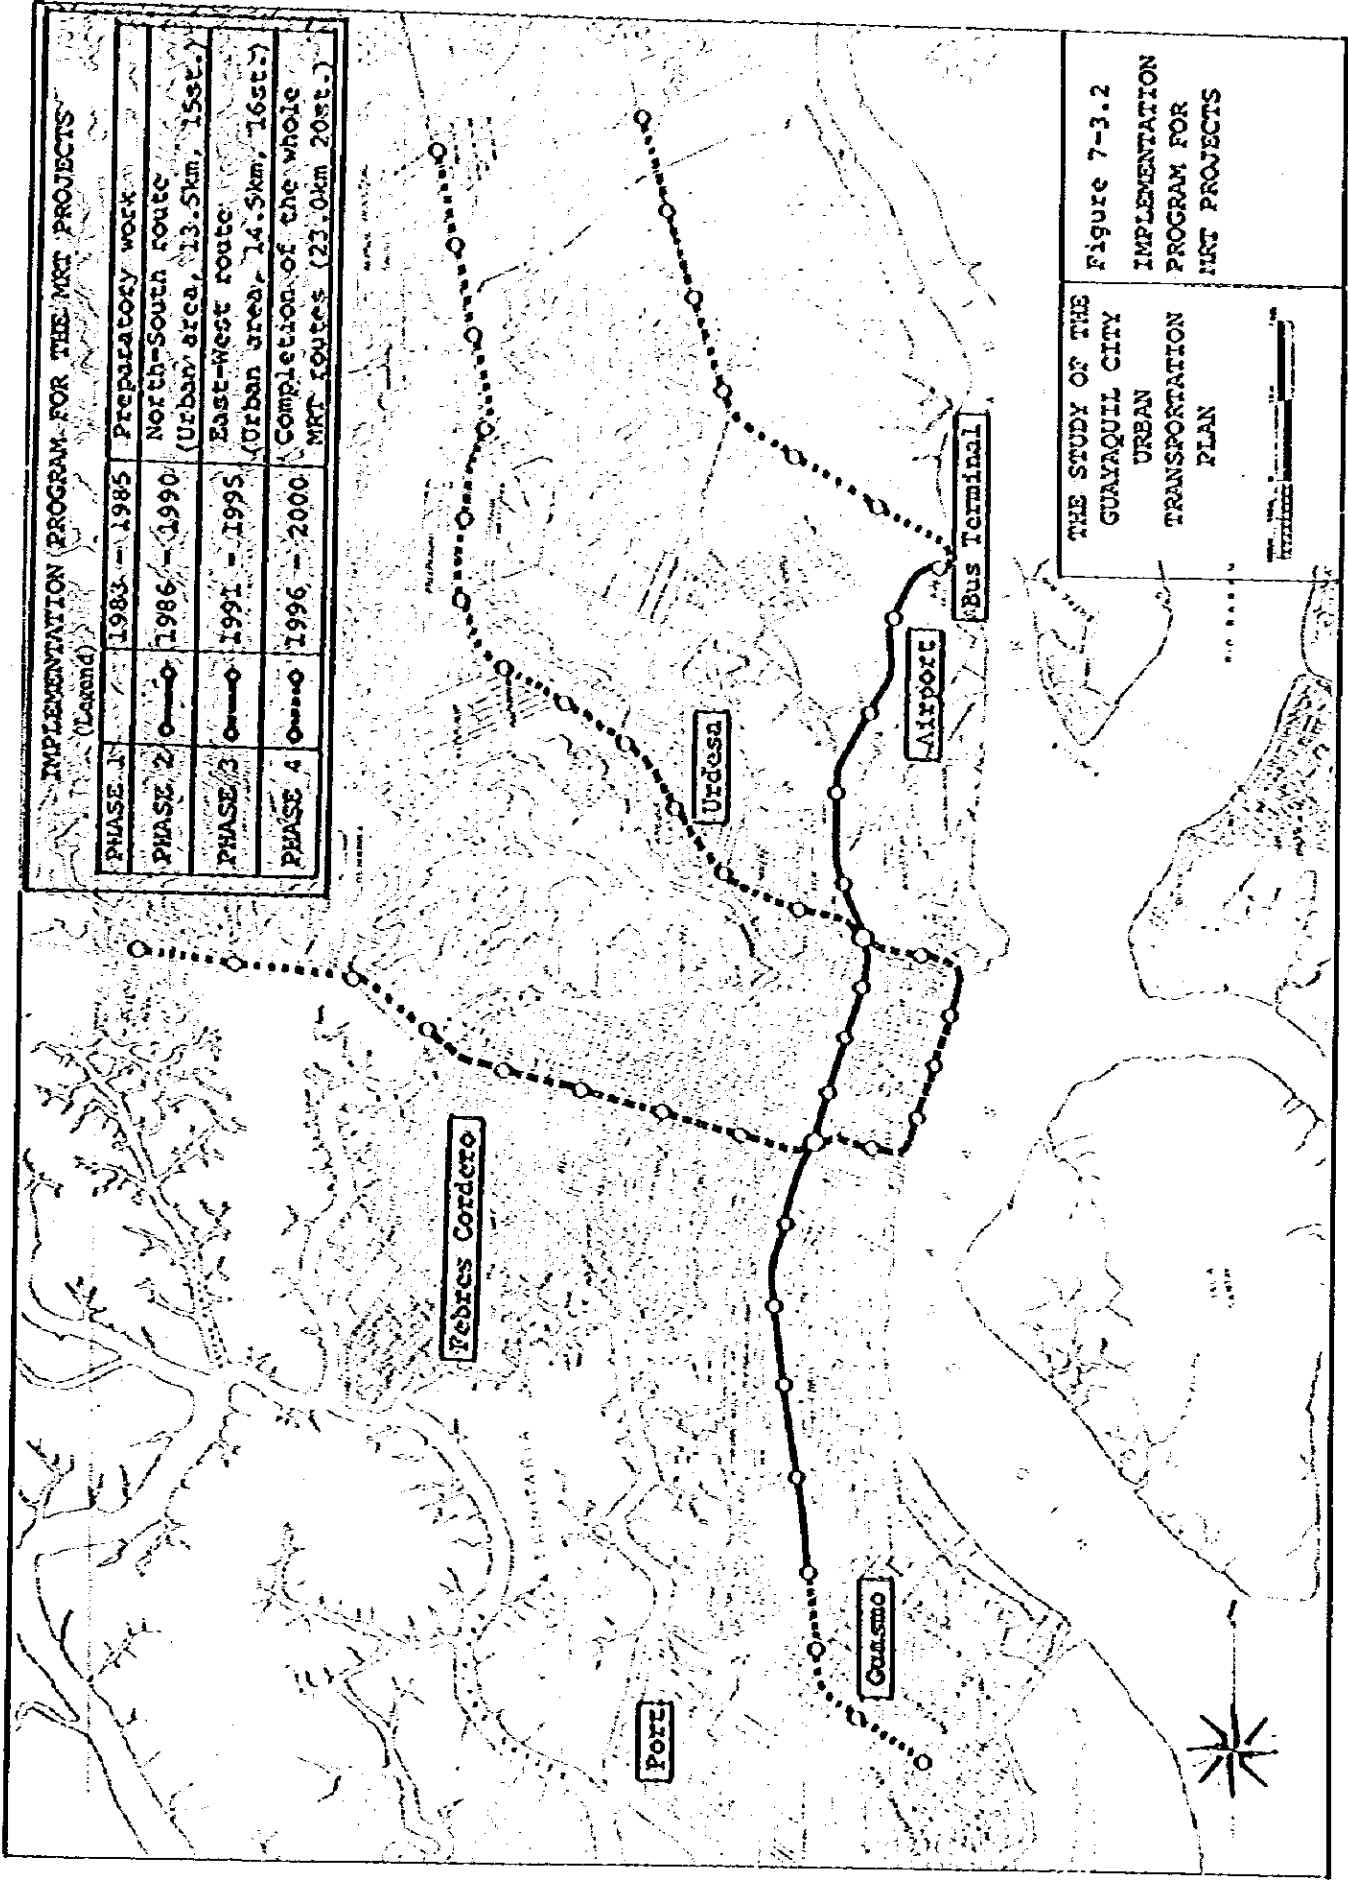 IMPLEMENTATION PROGRAM FOR THE MRT PROJECTS
(Legend)
PHASE 1 1983 - 1985 Preparatory work
PHASE 2 1986 - 1990 North-South route
(Urban area, 13.5km, 15st.)
PHASE 3 1991 - 1995 East-West route
(Urban area, 14.5km, 16st.)
PHASE 4 1996 - 2000 Completion of the whole
MRT routes (23.0km 20st.)
Urdesa
Febres Cordero
Airport
Bus Terminal
Port
Guasmo
THE STUDY OF THE
GUAYAQUIL CITY
URBAN
TRANSPORTATION
PLAN
Figure 7-3.2
IMPLEMENTATION
PROGRAM FOR
MRT PROJECTS